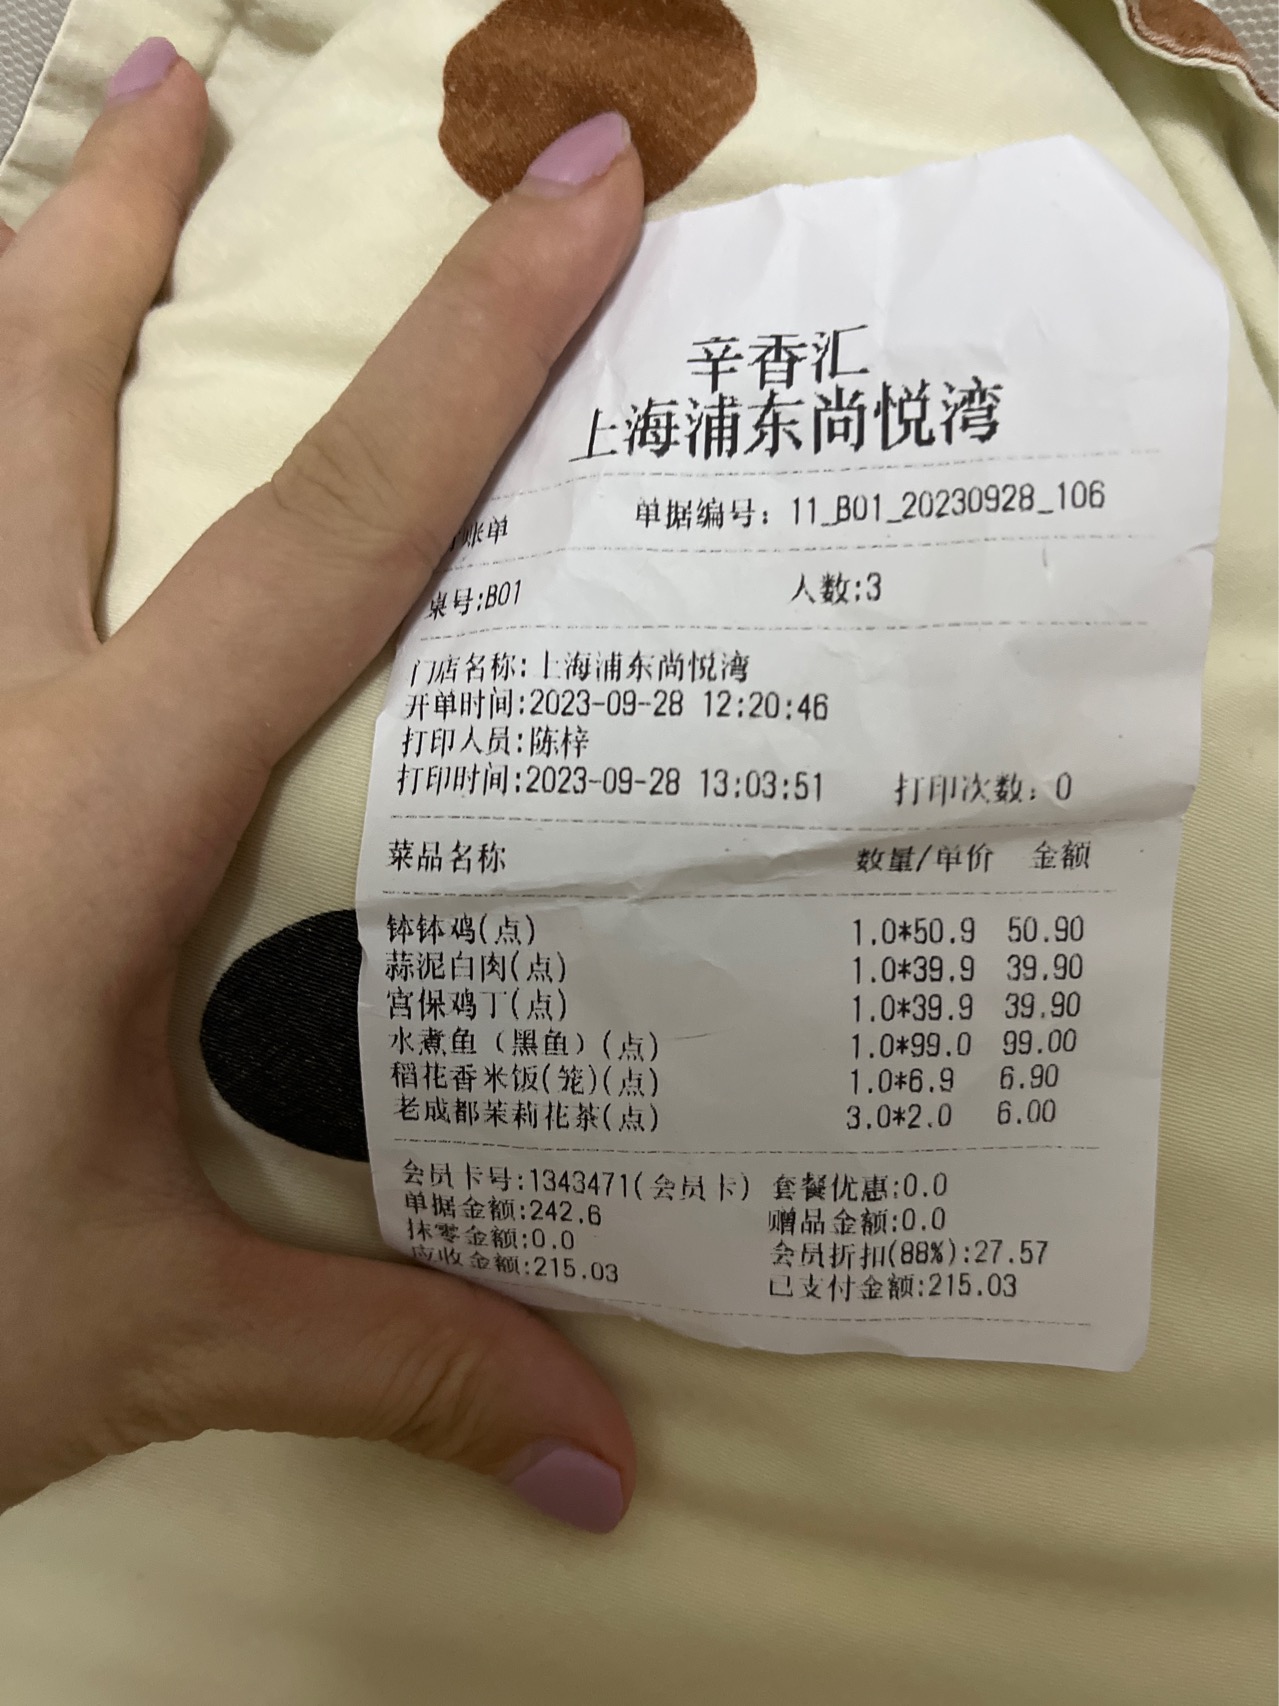 辛香汇
上海浦东尚悦湾
账单 单据编号：11_B01_20230928_106
桌号:B01 人数:3
门店名称:上海浦东尚悦湾
开单时间:2023-09-28 12:20:46
打印人员:陈梓
打印时间:2023-09-28 13:03:51 打印次数：0
菜品名称 数量/单价 金额
钵钵鸡(点) 1.0*50.9 50.90
蒜泥白肉(点) 1.0*39.9 39.90
宫保鸡丁(点) 1.0*39.9 39.90
水煮鱼（黑鱼）(点) 1.0*99.0 99.00
稻花香米饭(笼)(点) 1.0*6.9 6.90
老成都茉莉花茶(点) 3.0*2.0 6.00
会员卡号:1343471(会员卡) 套餐优惠:0.0
单据金额:242.6 赠品金额:0.0
抹零金额:0.0 会员折扣(88%):27.57
应收金额:215.03 已支付金额:215.03